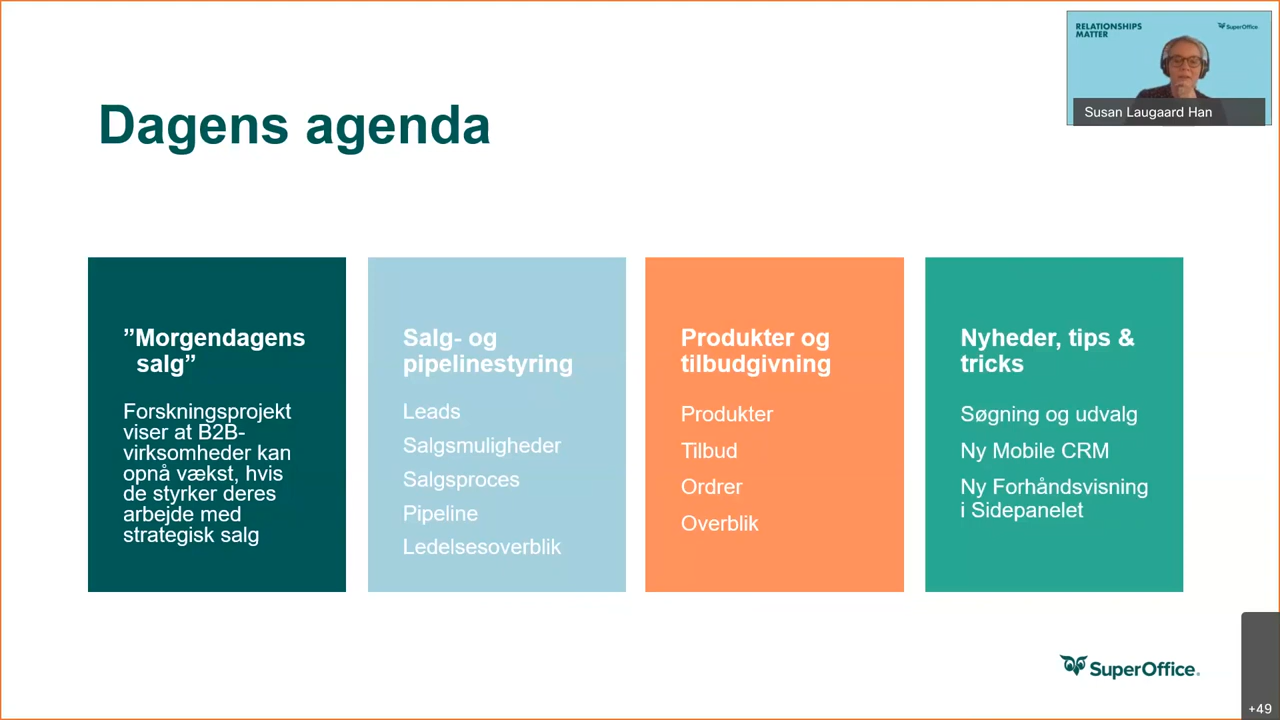 RELATIONSHIPS
MATTER
SuperOffice
Susan Laugaard Han
Dagens agenda
”Morgendagens
salg”
Forskningsprojekt
viser at B2B-
virksomheder kan
opnå vækst, hvis
de styrker deres
arbejde med
strategisk salg
Salg- og
pipelinestyring
Leads
Salgsmuligheder
Salgsproces
Pipeline
Ledelsesoverblik
Produkter og
tilbudgivning
Produkter
Tilbud
Ordrer
Overblik
Nyheder, tips &
tricks
Søgning og udvalg
Ny Mobile CRM
Ny Forhåndsvisning
i Sidepanelet
SuperOffice.
+49